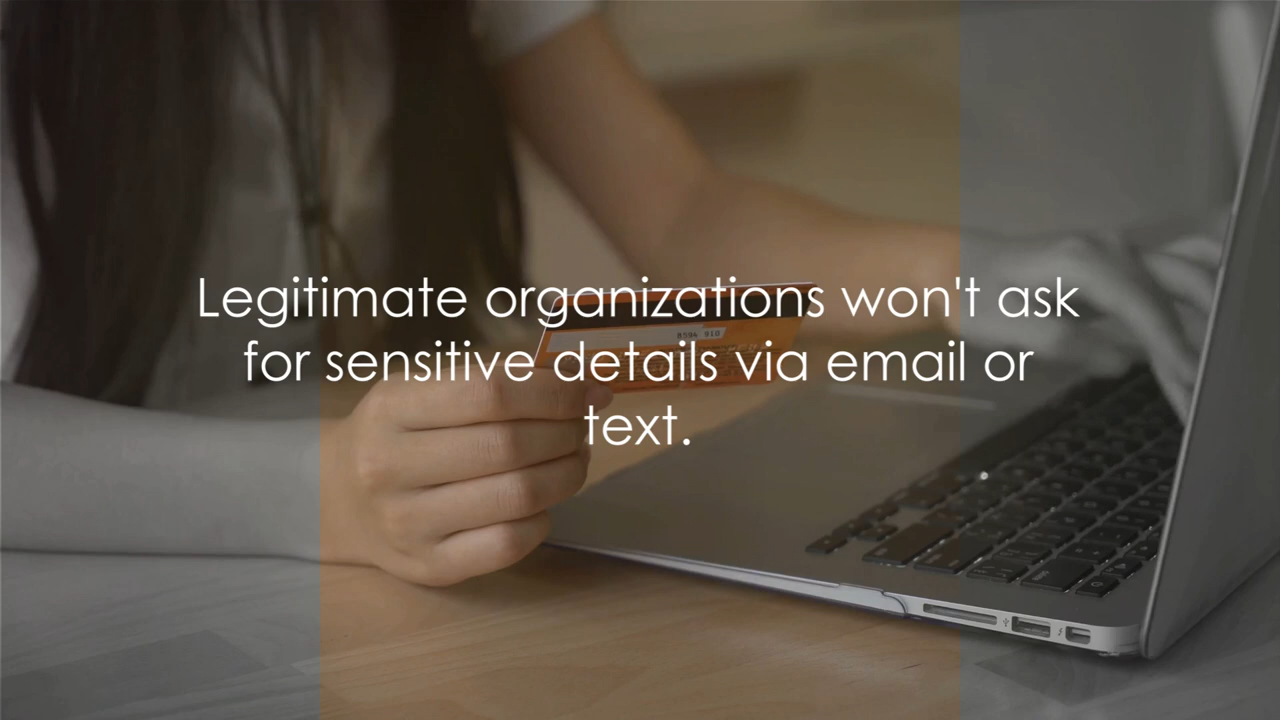 Legitimate organizations won't ask
for sensitive details via email or
text.